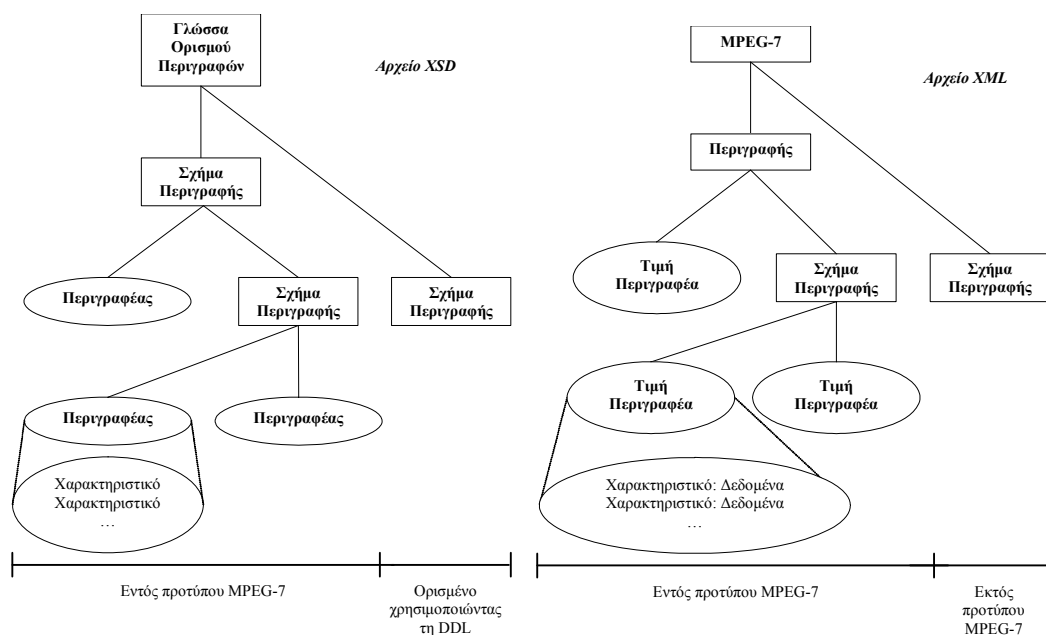 Γλώσσα
Ορισμού
Περιγραφών
Αρχείο XSD
Σχήμα
Περιγραφής
Περιγραφέας
Σχήμα
Περιγραφής
Σχήμα
Περιγραφής
Περιγραφέας
Περιγραφέας
Χαρακτηριστικό
Χαρακτηριστικό
…
Εντός προτύπου MPEG-7
Ορισμένο
χρησιμοποιώντας
τη DDL
MPEG-7
Αρχείο XML
Περιγραφής
Τιμή
Περιγραφέα
Σχήμα
Περιγραφής
Σχήμα
Περιγραφής
Τιμή
Περιγραφέα
Τιμή
Περιγραφέα
Χαρακτηριστικό: Δεδομένα
Χαρακτηριστικό: Δεδομένα
…
Εντός προτύπου MPEG-7
Εκτός
προτύπου
MPEG-7